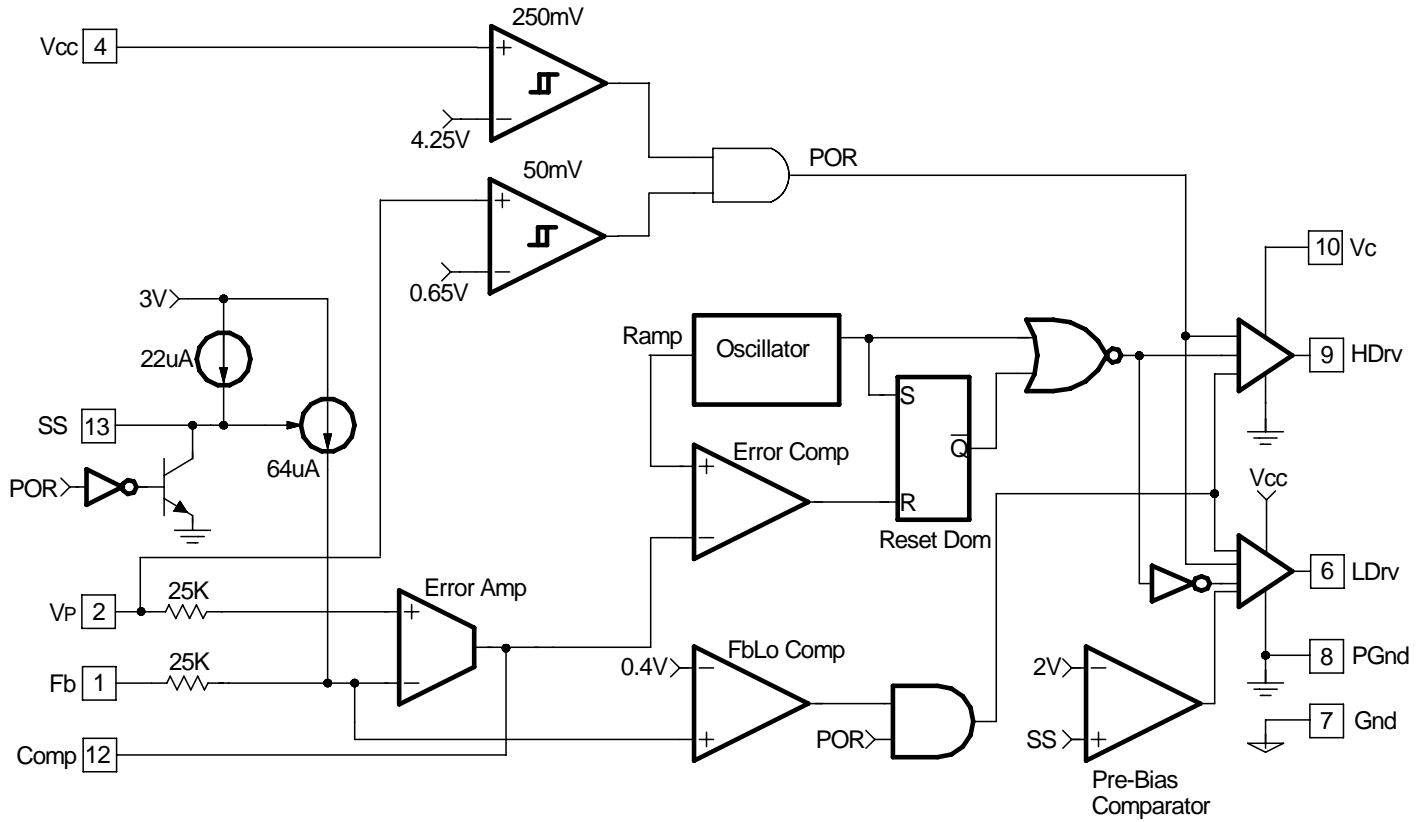 250mV
Vcc 4
+
−
4.25V
POR
50mV
+
−
0.65V
10 Vc
3V
Ramp
Oscillator
22uA
9 HDrv
S
SS 13
Q
64uA
Error Comp
+
−
POR
R
Reset Dom
Vcc
VP 2
25K
Error Amp
+
−
6 LDrv
Fb 1
25K
FbLo Comp
0.4V
−
+
2V
−
8 PGnd
POR
SS
+
7 Gnd
Comp 12
Pre-Bias
Comparator